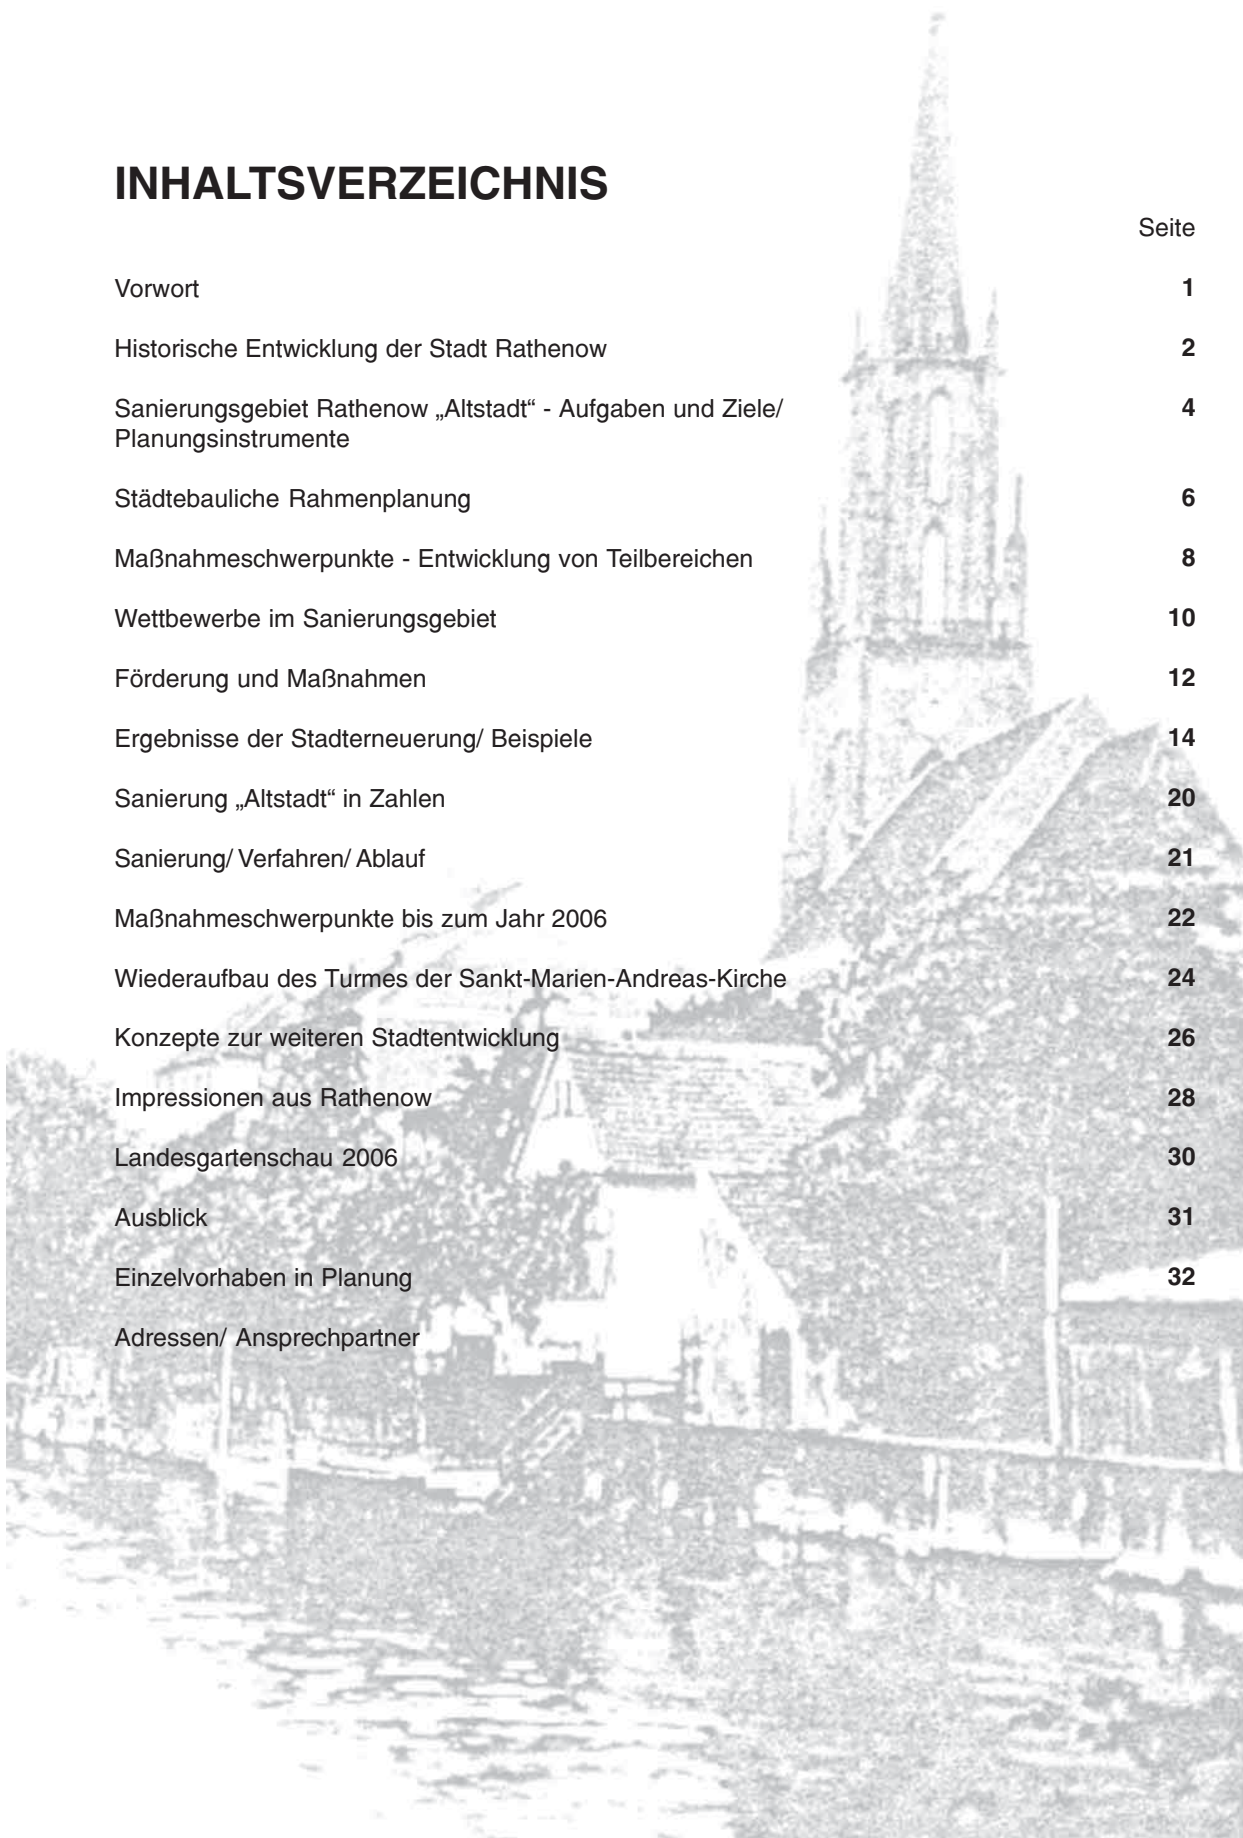 INHALTSVERZEICHNIS
Seite
Vorwort 1
Historische Entwicklung der Stadt Rathenow 2
Sanierungsgebiet Rathenow „Altstadt“ - Aufgaben und Ziele/ 4
Planungsinstrumente
Städtebauliche Rahmenplanung 6
Maßnahmeschwerpunkte - Entwicklung von Teilbereichen 8
Wettbewerbe im Sanierungsgebiet 10
Förderung und Maßnahmen 12
Ergebnisse der Stadterneuerung/ Beispiele 14
Sanierung „Altstadt“ in Zahlen 20
Sanierung/ Verfahren/ Ablauf 21
Maßnahmeschwerpunkte bis zum Jahr 2006 22
Wiederaufbau des Turmes der Sankt-Marien-Andreas-Kirche 24
Konzepte zur weiteren Stadtentwicklung 26
Impressionen aus Rathenow 28
Landesgartenschau 2006 30
Ausblick 31
Einzelvorhaben in Planung 32
Adressen/ Ansprechpartner